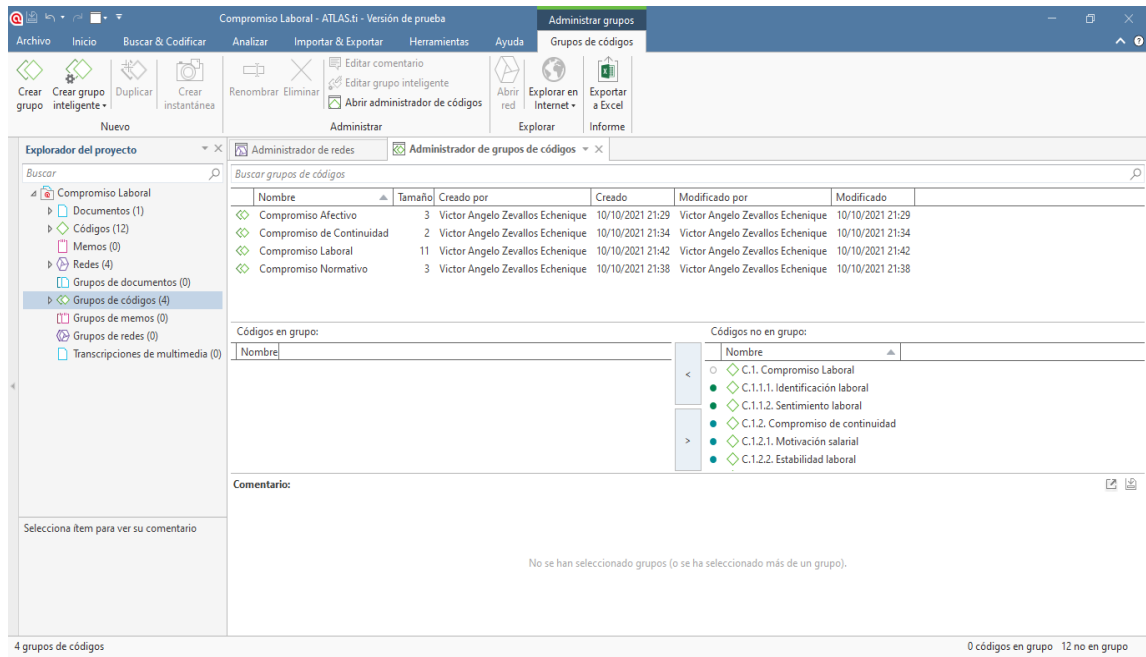 Compromiso Laboral - ATLAS.ti - Versión de prueba
Administrar grupos
Archivo Inicio Buscar & Codificar Analizar Importar & Exportar Herramientas Ayuda Grupos de códigos
Crear grupo
Crear grupo inteligente
Duplicar
Crear instantánea
Nuevo
Renombrar
Eliminar
Editar comentario
Editar grupo inteligente
Abrir administrador de códigos
Administrar
Abrir red
Explorar en Internet
Explorar
Exportar a Excel
Informe
Explorador del proyecto
Buscar
Compromiso Laboral
Documentos (1)
Códigos (12)
Memos (0)
Redes (4)
Grupos de documentos (0)
Grupos de códigos (4)
Grupos de memos (0)
Grupos de redes (0)
Transcripciones de multimedia (0)
Selecciona ítem para ver su comentario
Administrador de redes
Administrador de grupos de códigos
Buscar grupos de códigos
Nombre Tamaño Creado por Creado Modificado por Modificado
Compromiso Afectivo 3 Victor Angelo Zevallos Echenique 10/10/2021 21:29 Victor Angelo Zevallos Echenique 10/10/2021 21:29
Compromiso de Continuidad 2 Victor Angelo Zevallos Echenique 10/10/2021 21:34 Victor Angelo Zevallos Echenique 10/10/2021 21:34
Compromiso Laboral 11 Victor Angelo Zevallos Echenique 10/10/2021 21:42 Victor Angelo Zevallos Echenique 10/10/2021 21:42
Compromiso Normativo 3 Victor Angelo Zevallos Echenique 10/10/2021 21:38 Victor Angelo Zevallos Echenique 10/10/2021 21:38
Códigos en grupo:
Nombre
<
>
Códigos no en grupo:
Nombre
C.1. Compromiso Laboral
C.1.1.1. Identificación laboral
C.1.1.2. Sentimiento laboral
C.1.2. Compromiso de continuidad
C.1.2.1. Motivación salarial
C.1.2.2. Estabilidad laboral
Comentario:
No se han seleccionado grupos (o se ha seleccionado más de un grupo).
4 grupos de códigos
0 códigos en grupo 12 no en grupo